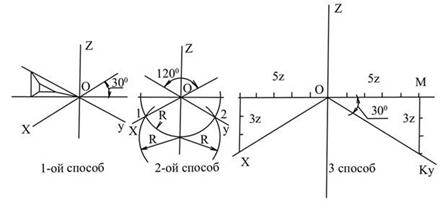 Z
30⁰
O
X
y
1-ой способ
Z
120⁰
O
1
2
R
X
y
R
R
2-ой способ
Z
5z
5z
M
O
3z
30⁰
3z
X
Ky
3 способ